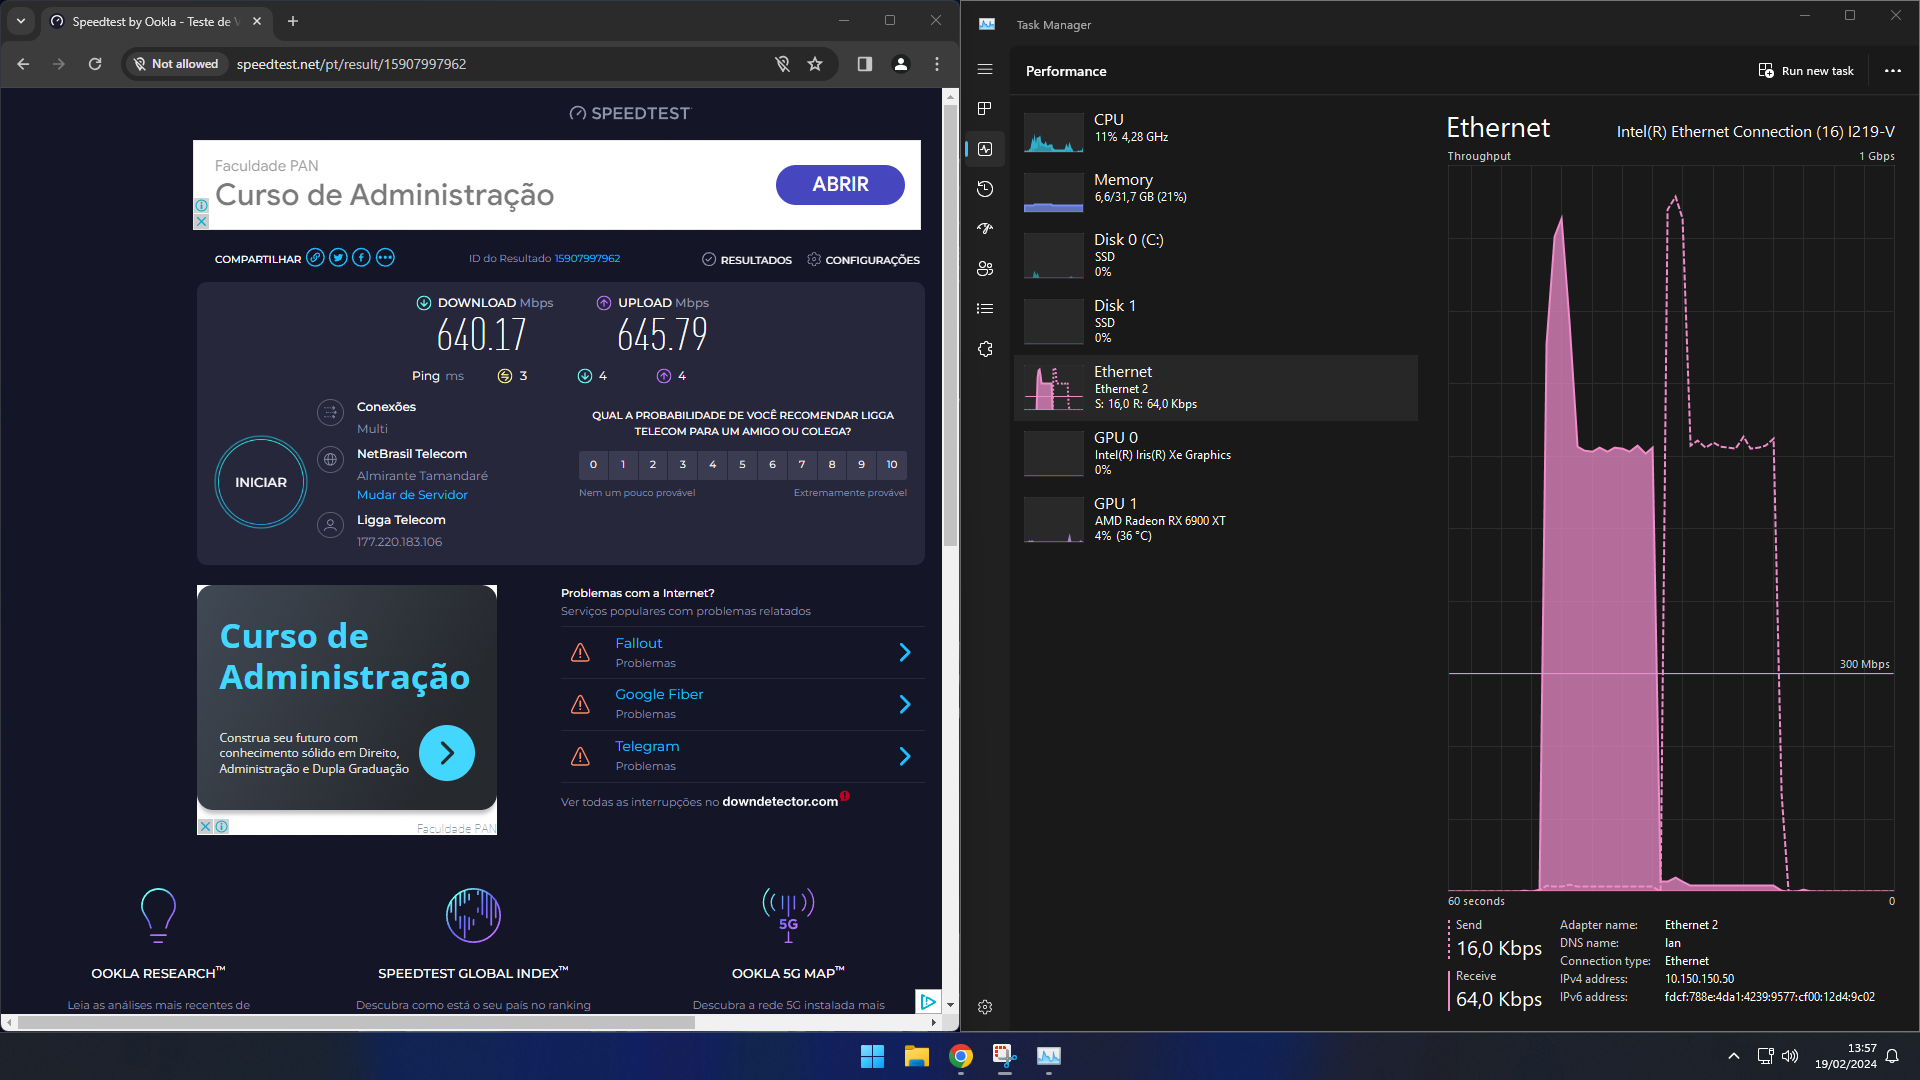 Speedtest by Ookla - Teste de V
Not allowed
speedtest.net/pt/result/15907997962
SPEEDTEST
Faculdade PAN
Curso de Administração
ABRIR
COMPARTILHAR
ID do Resultado 15907997962
RESULTADOS
CONFIGURAÇÕES
DOWNLOAD Mbps
640.17
UPLOAD Mbps
645.79
Ping ms
3
4
4
INICIAR
Conexões
Multi
NetBrasil Telecom
Almirante Tamandaré
Mudar de Servidor
Ligga Telecom
177.220.183.106
QUAL A PROBABILIDADE DE VOCÊ RECOMENDAR LIGGA
TELECOM PARA UM AMIGO OU COLEGA?
0 1 2 3 4 5 6 7 8 9 10
Nem um pouco provável
Extremamente provável
Curso de
Administração
Construa seu futuro com
conhecimento sólido em Direito,
Administração e Dupla Graduação
Faculdade PAN
Problemas com a Internet?
Serviços populares com problemas relatados
Fallout
Problemas
Google Fiber
Problemas
Telegram
Problemas
Ver todas as interrupções no downdetector.com
5G
OOKLA RESEARCH™
SPEEDTEST GLOBAL INDEX™
OOKLA 5G MAP™
Leia as análises mais recentes de
Descubra como está o seu país no ranking
Descubra a rede 5G instalada mais
Task Manager
Performance
Run new task
CPU
11% 4,28 GHz
Memory
6,6/31,7 GB (21%)
Disk 0 (C:)
SSD
0%
Disk 1
SSD
0%
Ethernet
Ethernet 2
S: 16,0 R: 64,0 Kbps
GPU 0
Intel(R) Iris(R) Xe Graphics
0%
GPU 1
AMD Radeon RX 6900 XT
4% (36 °C)
Ethernet
Intel(R) Ethernet Connection (16) I219-V
Throughput
1 Gbps
300 Mbps
60 seconds
0
Send
16,0 Kbps
Receive
64,0 Kbps
Adapter name: Ethernet 2
DNS name: lan
Connection type: Ethernet
IPv4 address: 10.150.150.50
IPv6 address: fdcf:788e:4da1:4239:9577:cf00:12d4:9c02
13:57
19/02/2024